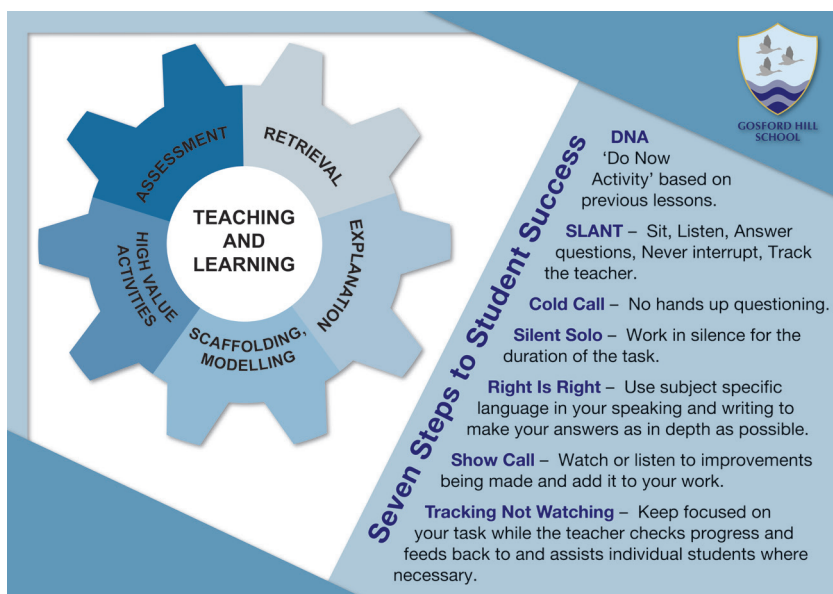 ASSESSMENT
RETRIEVAL
EXPLANATION
SCAFFOLDING,
MODELLING
HIGH VALUE
ACTIVITIES
TEACHING
AND
LEARNING
GOSFORD HILL
SCHOOL
Seven Steps to Student Success
DNA
‘Do Now
Activity’ based on
previous lessons.
SLANT – Sit, Listen, Answer
questions, Never interrupt, Track
the teacher.
Cold Call – No hands up questioning.
Silent Solo – Work in silence for the
duration of the task.
Right Is Right – Use subject specific
language in your speaking and writing to
make your answers as in depth as possible.
Show Call – Watch or listen to improvements
being made and add it to your work.
Tracking Not Watching – Keep focused on
your task while the teacher checks progress and
feeds back to and assists individual students where
necessary.